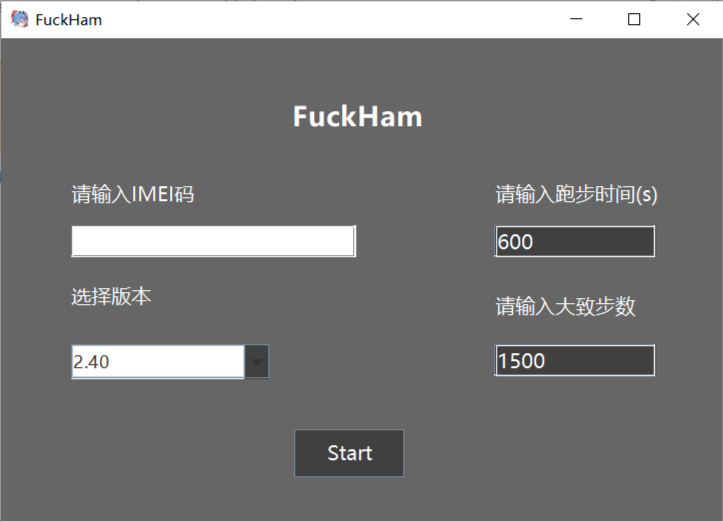 FuckHam
FuckHam
请输入IMEI码
请输入跑步时间(s)
600
选择版本
请输入大致步数
2.40
1500
Start